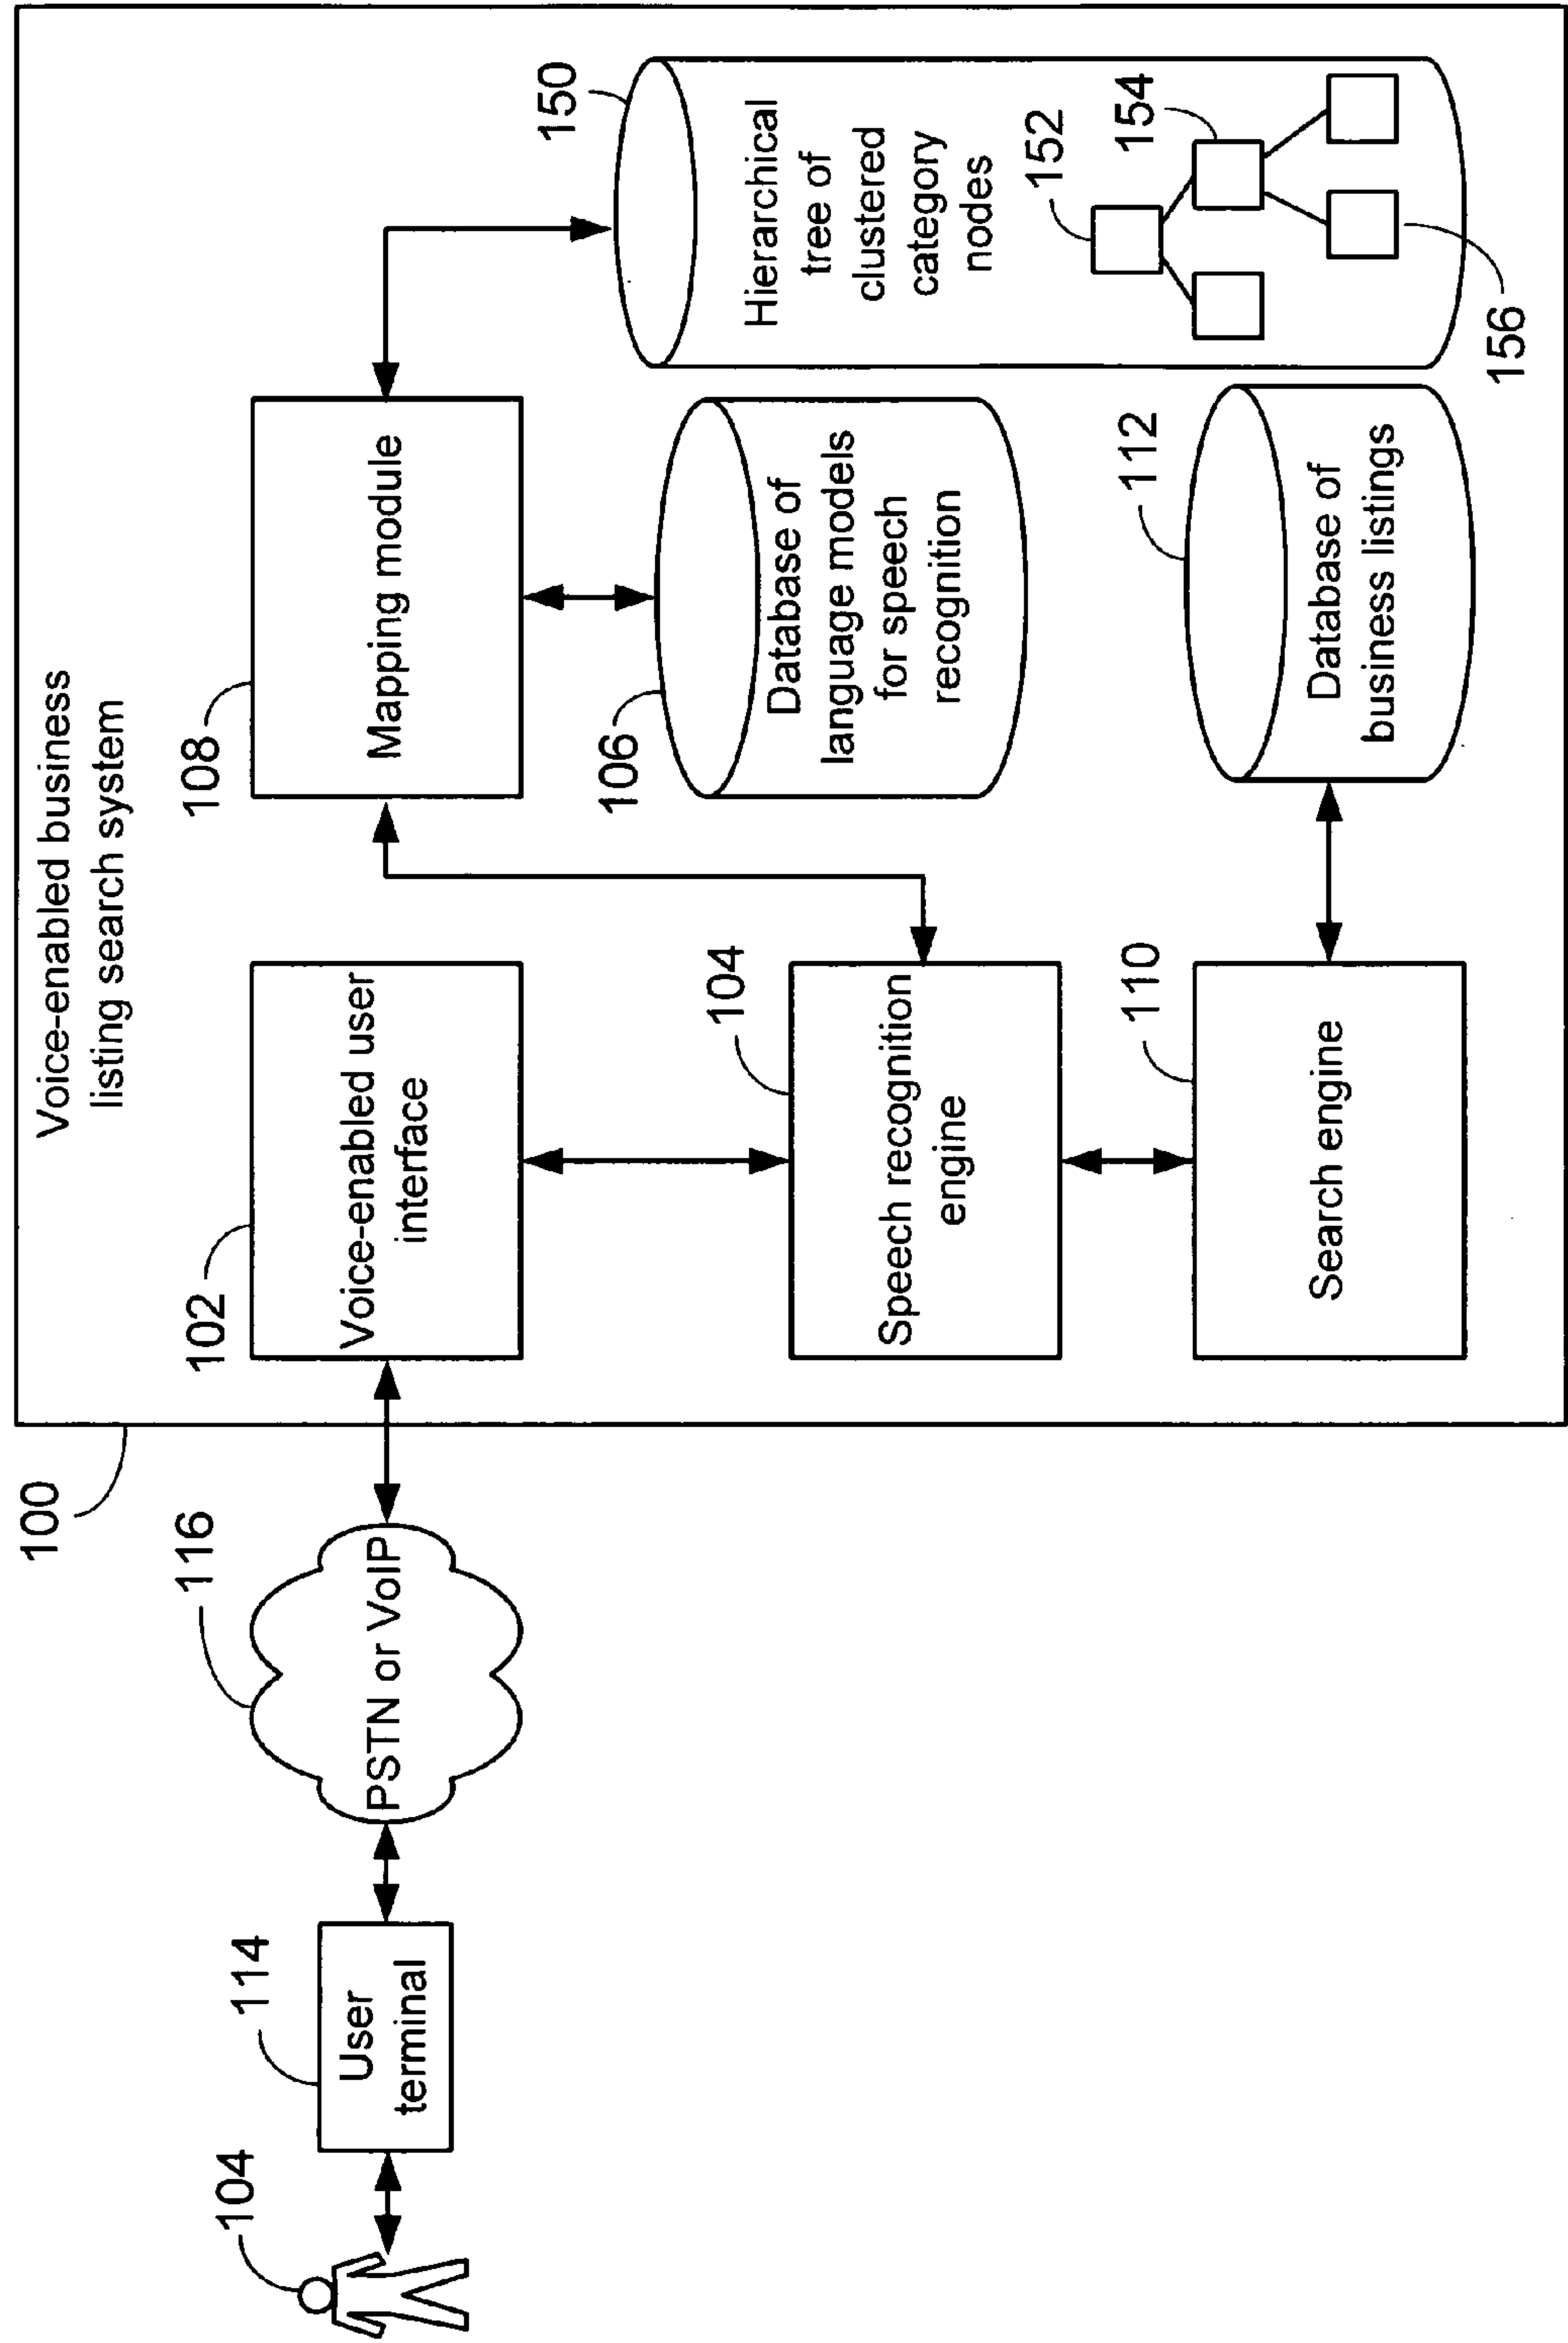 Voice-enabled business
listing search system
100
104
114
User
terminal
116
PSTN or VoIP
102
Voice-enabled user
interface
108
Mapping module
150
Hierarchical
tree of
clustered
category
nodes
152
154
156
106
Database of
language models
for speech
recognition
104
Speech recognition
engine
110
Search engine
112
Database of
business listings